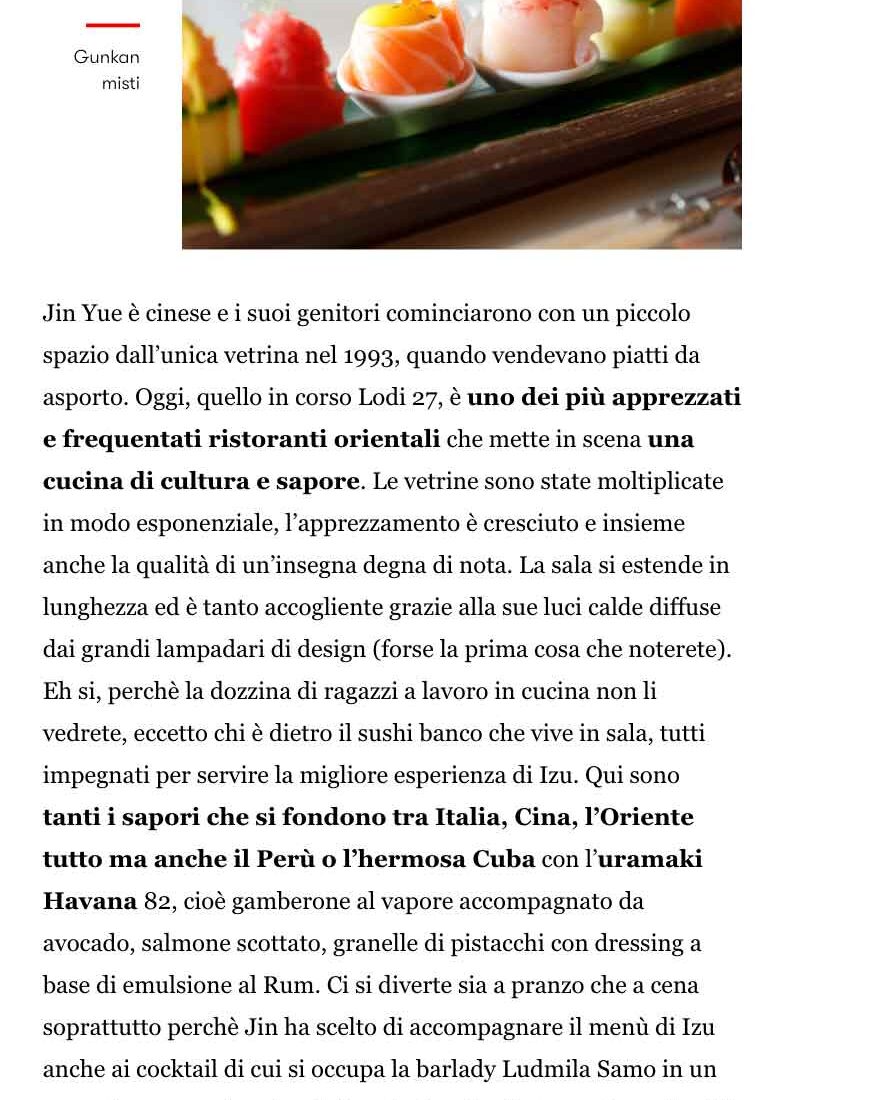 Gunkan
misti
Jin Yue è cinese e i suoi genitori cominciarono con un piccolo
spazio dall’unica vetrina nel 1993, quando vendevano piatti da
asporto. Oggi, quello in corso Lodi 27, è uno dei più apprezzati
e frequentati ristoranti orientali che mette in scena una
cucina di cultura e sapore. Le vetrine sono state moltiplicate
in modo esponenziale, l’apprezzamento è cresciuto e insieme
anche la qualità di un’insegna degna di nota. La sala si estende in
lunghezza ed è tanto accogliente grazie alla sue luci calde diffuse
dai grandi lampadari di design (forse la prima cosa che noterete).
Eh si, perchè la dozzina di ragazzi a lavoro in cucina non li
vedrete, eccetto chi è dietro il sushi banco che vive in sala, tutti
impegnati per servire la migliore esperienza di Izu. Qui sono
tanti i sapori che si fondono tra Italia, Cina, l’Oriente
tutto ma anche il Perù o l’hermosa Cuba con l’uramaki
Havana 82, cioè gamberone al vapore accompagnato da
avocado, salmone scottato, granelle di pistacchi con dressing a
base di emulsione al Rum. Ci si diverte sia a pranzo che a cena
soprattutto perchè Jin ha scelto di accompagnare il menù di Izu
anche ai cocktail di cui si occupa la barlady Ludmila Samo in un